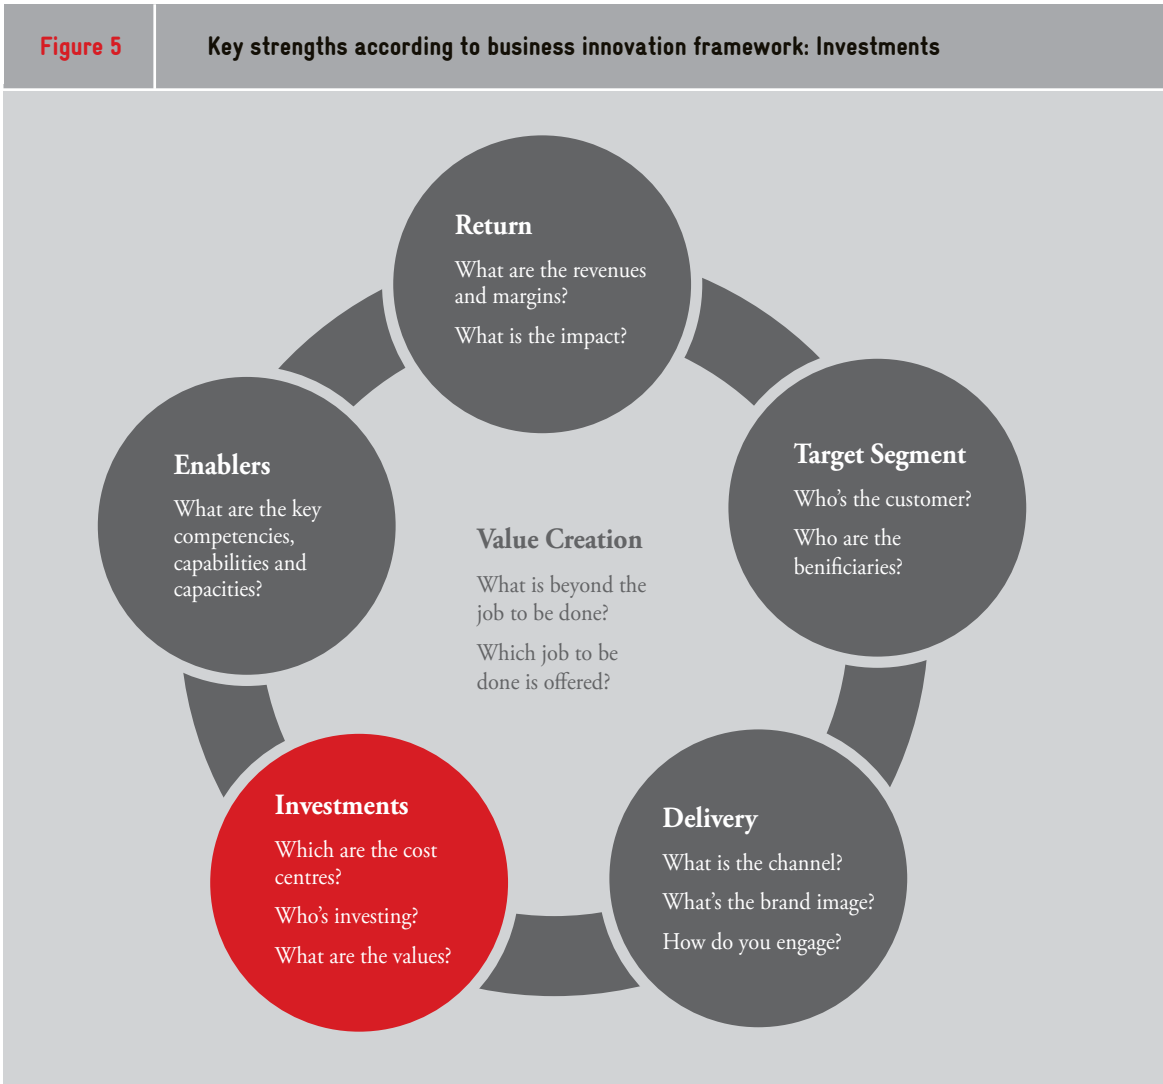 Figure 5
Key strengths according to business innovation framework: Investments
Return
What are the revenues
and margins?
What is the impact?
Target Segment
Who's the customer?
Who are the
benificiaries?
Enablers
What are the key
competencies,
capabilities and
capacities?
Value Creation
What is beyond the
job to be done?
Which job to be
done is offered?
Investments
Which are the cost
centres?
Who's investing?
What are the values?
Delivery
What is the channel?
What's the brand image?
How do you engage?